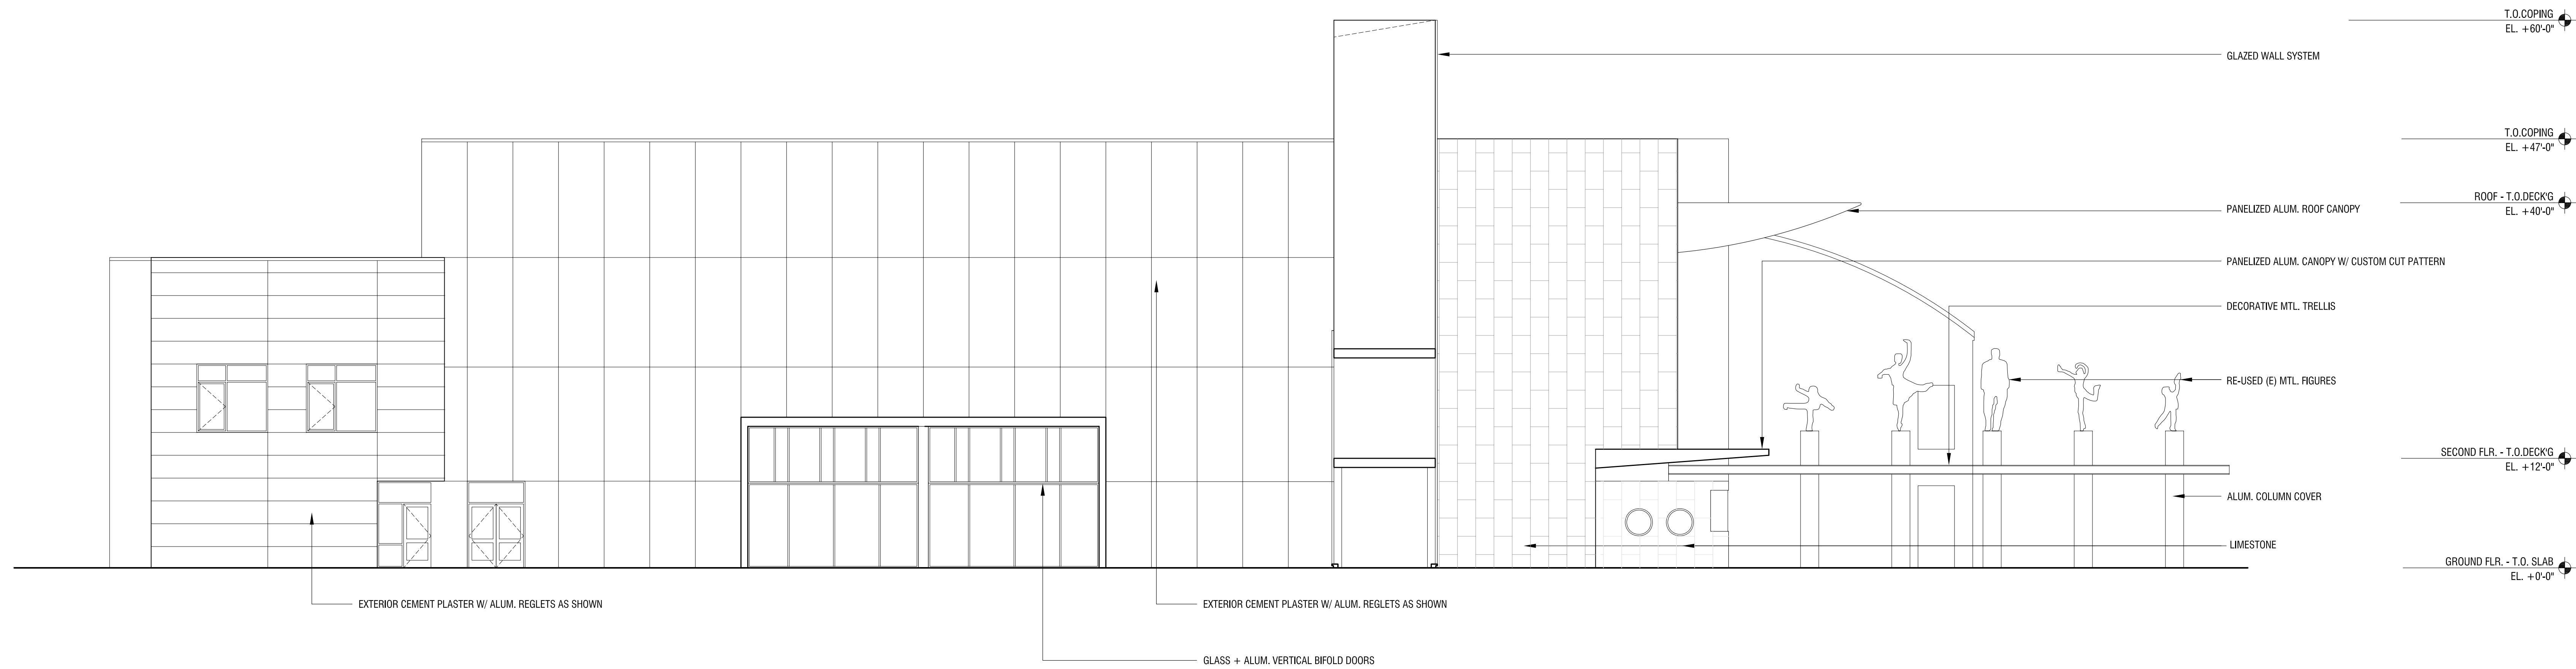 T.O.COPING
EL. +60'-0"
GLAZED WALL SYSTEM
T.O.COPING
EL. +47'-0"
ROOF - T.O.DECK'G
EL. +40'-0"
PANELIZED ALUM. ROOF CANOPY
PANELIZED ALUM. CANOPY W/ CUSTOM CUT PATTERN
DECORATIVE MTL. TRELLIS
RE-USED (E) MTL. FIGURES
SECOND FLR. - T.O.DECK'G
EL. +12'-0"
ALUM. COLUMN COVER
LIMESTONE
GROUND FLR. - T.O. SLAB
EL. +0'-0"
EXTERIOR CEMENT PLASTER W/ ALUM. REGLETS AS SHOWN
EXTERIOR CEMENT PLASTER W/ ALUM. REGLETS AS SHOWN
GLASS + ALUM. VERTICAL BIFOLD DOORS